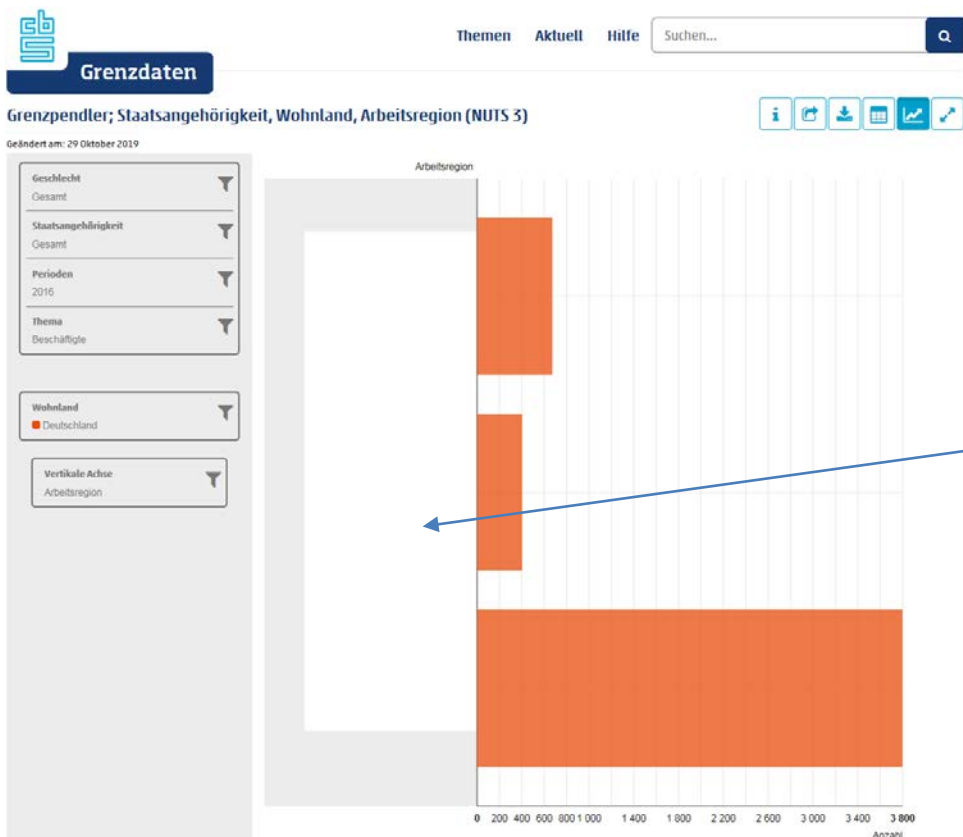 cbs
Themen Aktuell Hilfe Suchen...
Grenzdaten
Grenzpendler; Staatsangehörigkeit, Wohnland, Arbeitsregion (NUTS 3)
Geändert am: 29 Oktober 2019
Geschlecht
Gesamt
Staatsangehörigkeit
Gesamt
Perioden
2016
Thema
Beschäftigte
Wohnland
Deutschland
Vertikale Achse
Arbeitsregion
Arbeitsregion
0 200 400 600 800 1 000 1 400 1 800 2 200 2 600 3 000 3 400 3 800
Anzahl